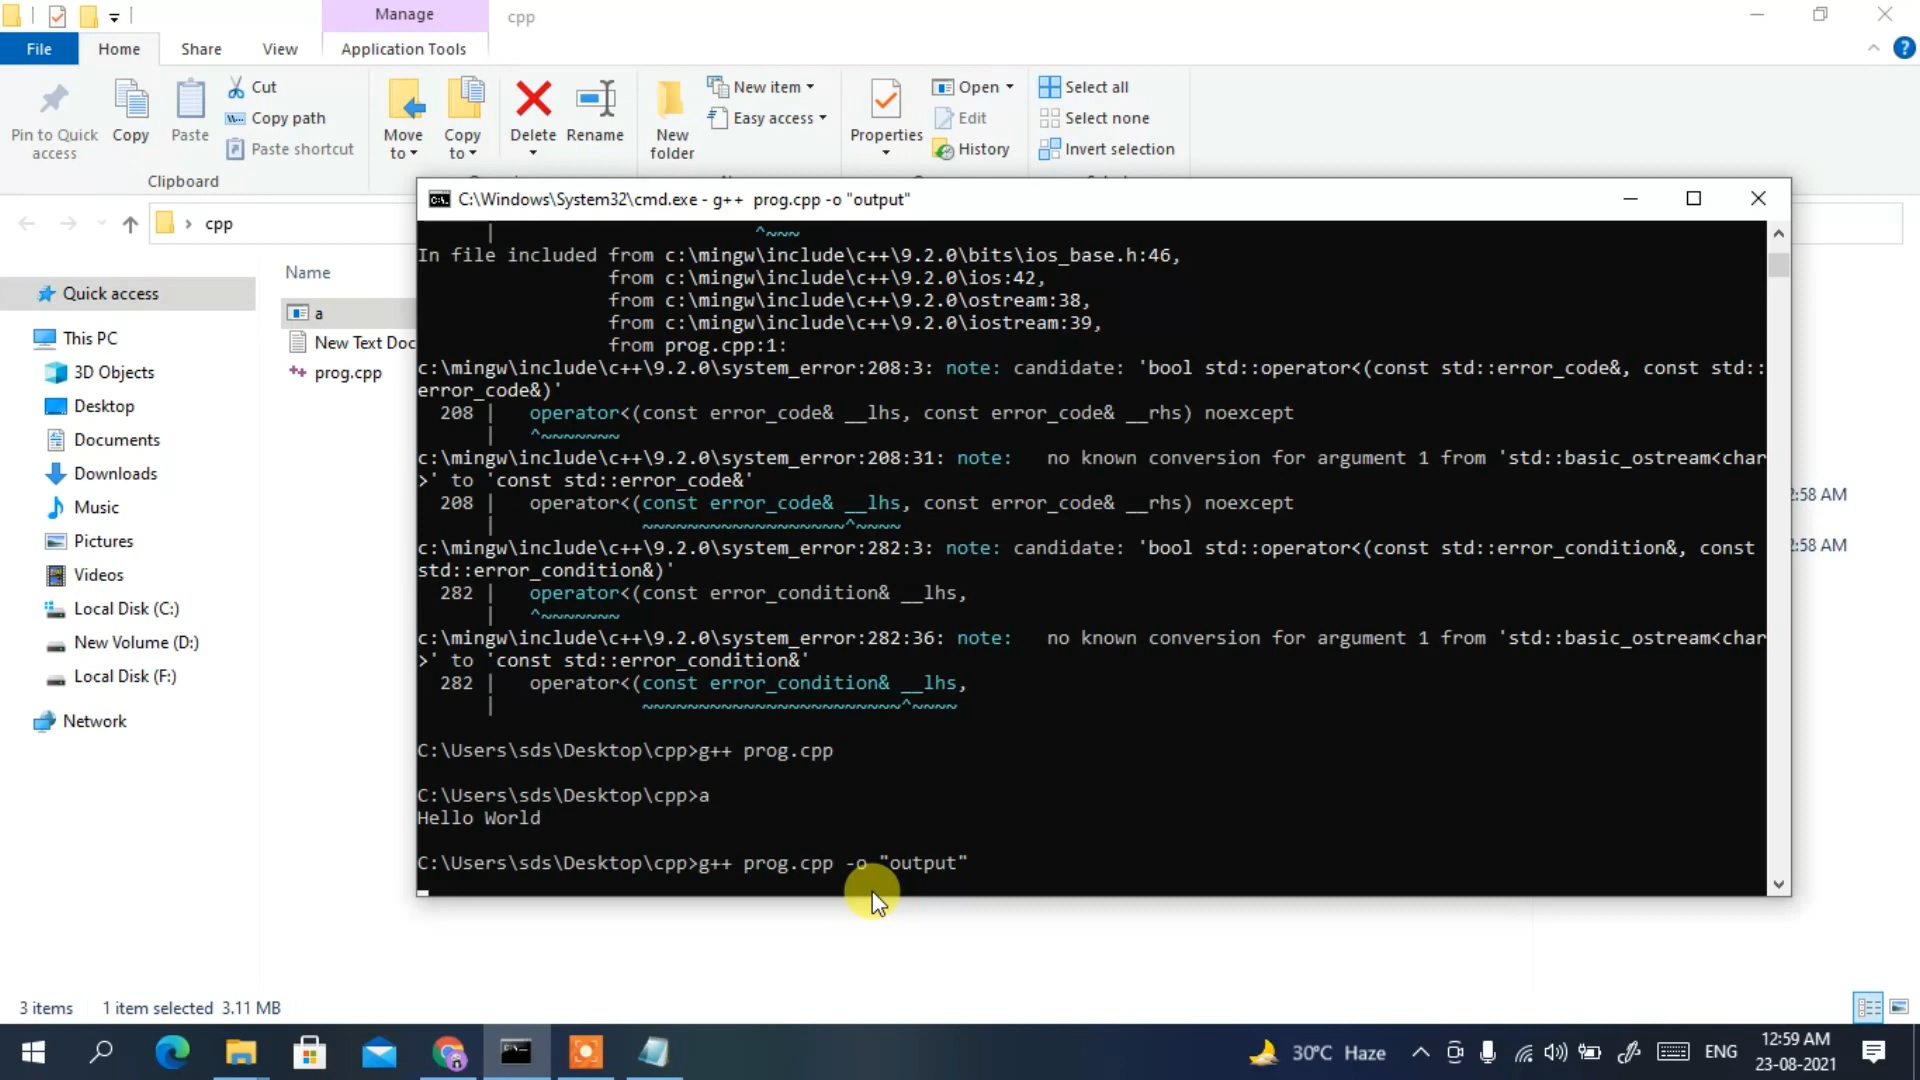 Manage
cpp
File
Home
Share
View
Application Tools
Pin to Quick access
Copy
Paste
Cut
Copy path
Paste shortcut
Clipboard
Move to
Copy to
Delete
Rename
New folder
New item
Easy access
Properties
Open
Edit
History
Select all
Select none
Invert selection
cpp
C:\Windows\System32\cmd.exe - g++  prog.cpp -o "output"
Name
a
New Text Doc
prog.cpp
Quick access
This PC
3D Objects
Desktop
Documents
Downloads
Music
Pictures
Videos
Local Disk (C:)
New Volume (D:)
Local Disk (F:)
Network
|                       ^~~~
In file included from c:\mingw\include\c++\9.2.0\bits\ios_base.h:46,
from c:\mingw\include\c++\9.2.0\ios:42,
from c:\mingw\include\c++\9.2.0\ostream:38,
from c:\mingw\include\c++\9.2.0\iostream:39,
from prog.cpp:1:
c:\mingw\include\c++\9.2.0\system_error:208:3: note: candidate: 'bool std::operator<(const std::error_code&, const std::
error_code&)'
208 |   operator<(const error_code& __lhs, const error_code& __rhs) noexcept
|   ^~~~~~~~
c:\mingw\include\c++\9.2.0\system_error:208:31: note:   no known conversion for argument 1 from 'std::basic_ostream<char
>' to 'const std::error_code&'
208 |   operator<(const error_code& __lhs, const error_code& __rhs) noexcept
|             ~~~~~~~~~~~~~~~~~~^~~~~
c:\mingw\include\c++\9.2.0\system_error:282:3: note: candidate: 'bool std::operator<(const std::error_condition&, const
std::error_condition&)'
282 |   operator<(const error_condition& __lhs,
|   ^~~~~~~~
c:\mingw\include\c++\9.2.0\system_error:282:36: note:   no known conversion for argument 1 from 'std::basic_ostream<char
>' to 'const std::error_condition&'
282 |   operator<(const error_condition& __lhs,
|             ~~~~~~~~~~~~~~~~~~~~~~~^~~~~
C:\Users\sds\Desktop\cpp>g++ prog.cpp
C:\Users\sds\Desktop\cpp>a
Hello World
C:\Users\sds\Desktop\cpp>g++ prog.cpp -o "output"
2:58 AM
2:58 AM
3 items
1 item selected  3.11 MB
30°C  Haze
ENG
12:59 AM
23-08-2021